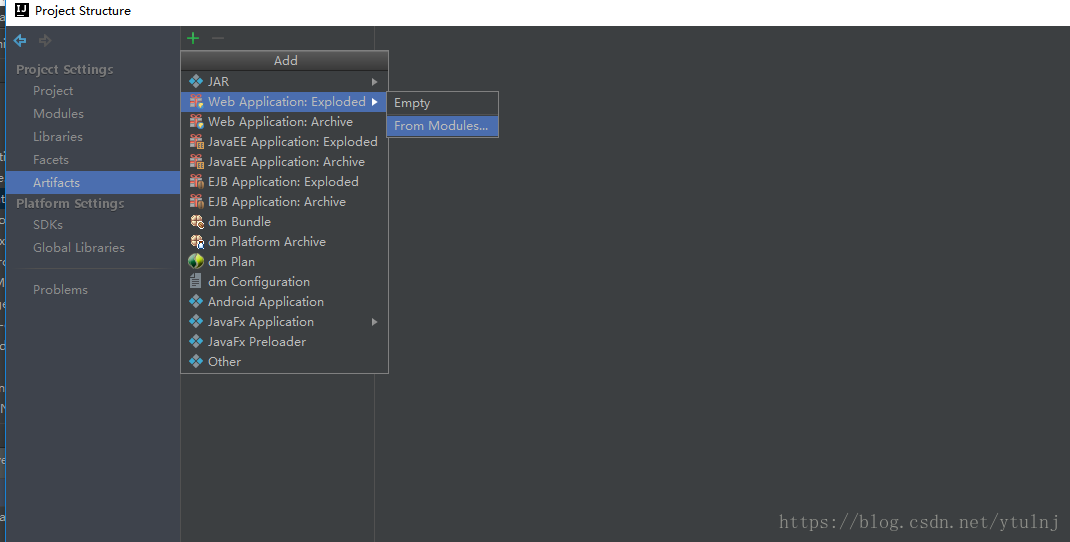 Project Structure
Project Settings
Project
Modules
Libraries
Facets
Artifacts
Platform Settings
SDKs
Global Libraries
Problems
Add
JAR
Web Application: Exploded
Web Application: Archive
JavaEE Application: Exploded
JavaEE Application: Archive
EJB Application: Exploded
EJB Application: Archive
dm Bundle
dm Platform Archive
dm Plan
dm Configuration
Android Application
JavaFx Application
JavaFx Preloader
Other
Empty
From Modules...
https://blog.csdn.net/ytulnj